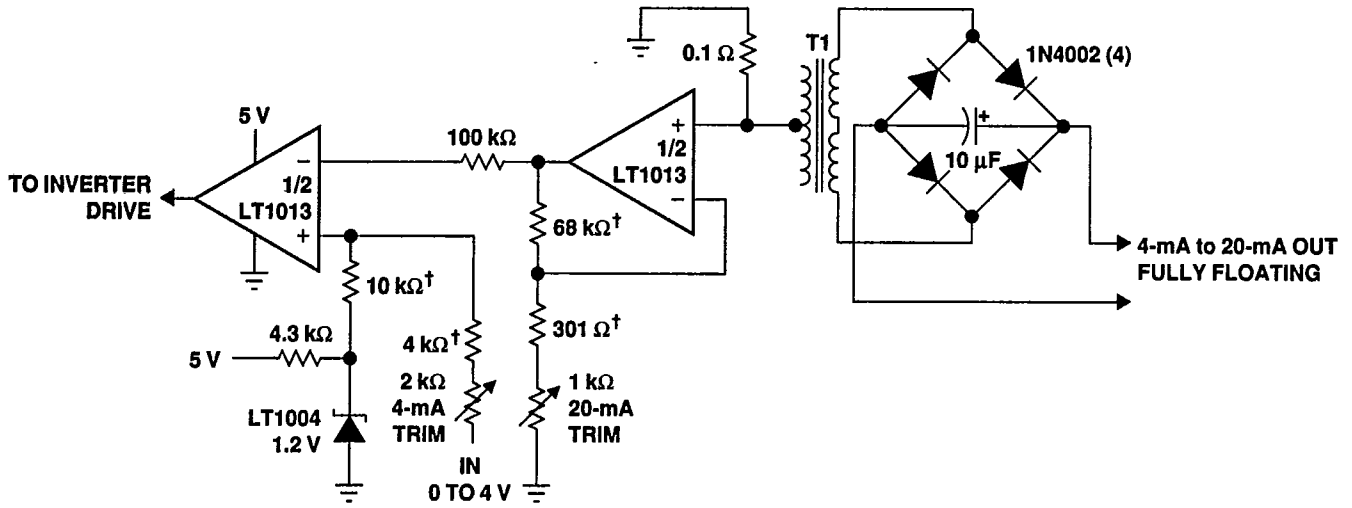 0.1 Ω
T1
1N4002 (4)
5 V
100 kΩ
+
1/2
LT1013
−
−
1/2
LT1013
+
TO INVERTER
DRIVE
+
10 µF
68 kΩ†
4-mA to 20-mA OUT
FULLY FLOATING
10 kΩ†
4.3 kΩ
5 V
4 kΩ†
301 Ω†
2 kΩ
4-mA
TRIM
1 kΩ
20-mA
TRIM
LT1004
1.2 V
IN
0 TO 4 V